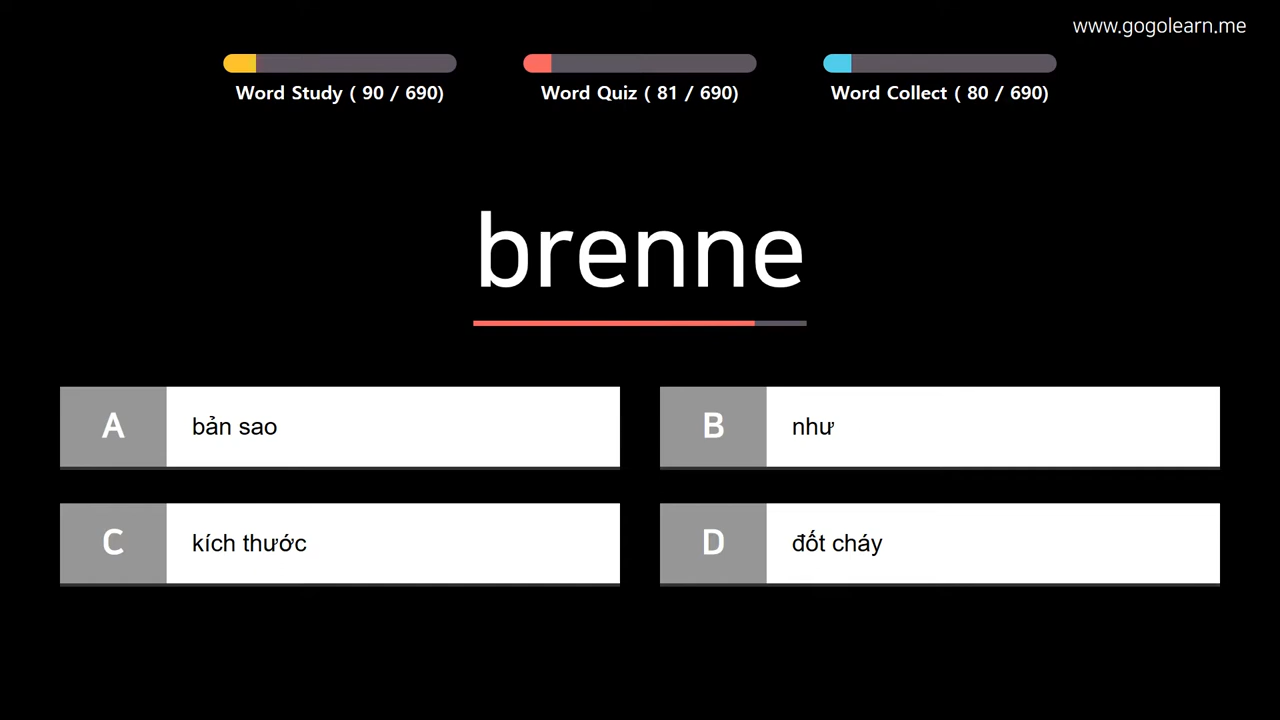 www.gogolearn.me
Word Study ( 90 / 690)
Word Quiz ( 81 / 690)
Word Collect ( 80 / 690)
brenne
A bản sao
B như
C kích thước
D đốt cháy